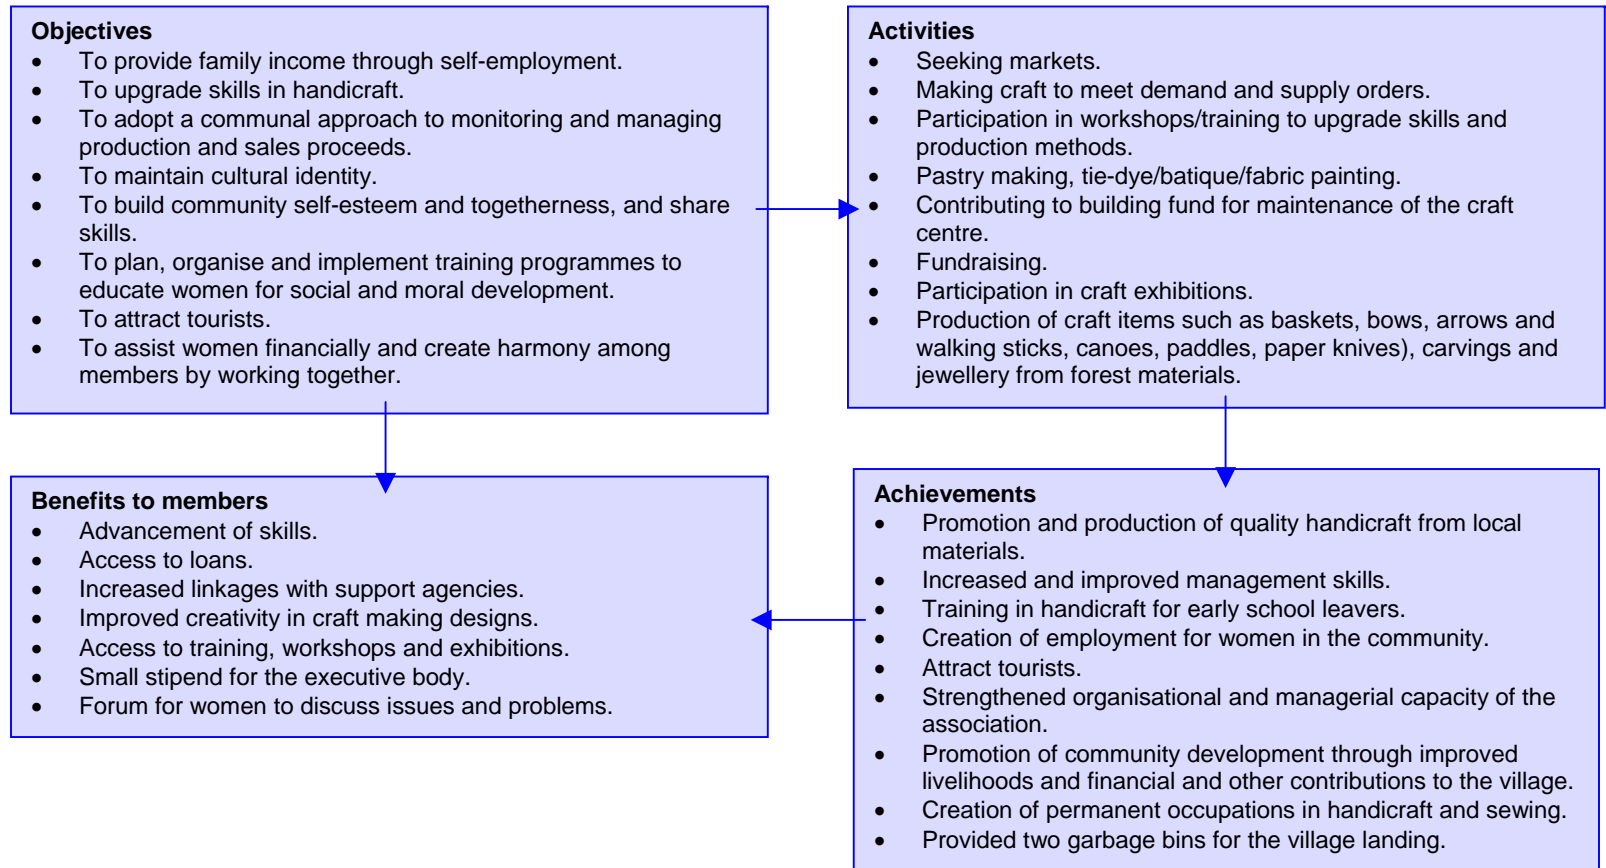 Objectives
• To provide family income through self-employment.
• To upgrade skills in handicraft.
• To adopt a communal approach to monitoring and managing
production and sales proceeds.
• To maintain cultural identity.
• To build community self-esteem and togetherness, and share
skills.
• To plan, organise and implement training programmes to
educate women for social and moral development.
• To attract tourists.
• To assist women financially and create harmony among
members by working together.
Activities
• Seeking markets.
• Making craft to meet demand and supply orders.
• Participation in workshops/training to upgrade skills and
production methods.
• Pastry making, tie-dye/batique/fabric painting.
• Contributing to building fund for maintenance of the craft
centre.
• Fundraising.
• Participation in craft exhibitions.
• Production of craft items such as baskets, bows, arrows and
walking sticks, canoes, paddles, paper knives), carvings and
jewellery from forest materials.
Benefits to members
• Advancement of skills.
• Access to loans.
• Increased linkages with support agencies.
• Improved creativity in craft making designs.
• Access to training, workshops and exhibitions.
• Small stipend for the executive body.
• Forum for women to discuss issues and problems.
Achievements
• Promotion and production of quality handicraft from local
materials.
• Increased and improved management skills.
• Training in handicraft for early school leavers.
• Creation of employment for women in the community.
• Attract tourists.
• Strengthened organisational and managerial capacity of the
association.
• Promotion of community development through improved
livelihoods and financial and other contributions to the village.
• Creation of permanent occupations in handicraft and sewing.
• Provided two garbage bins for the village landing.